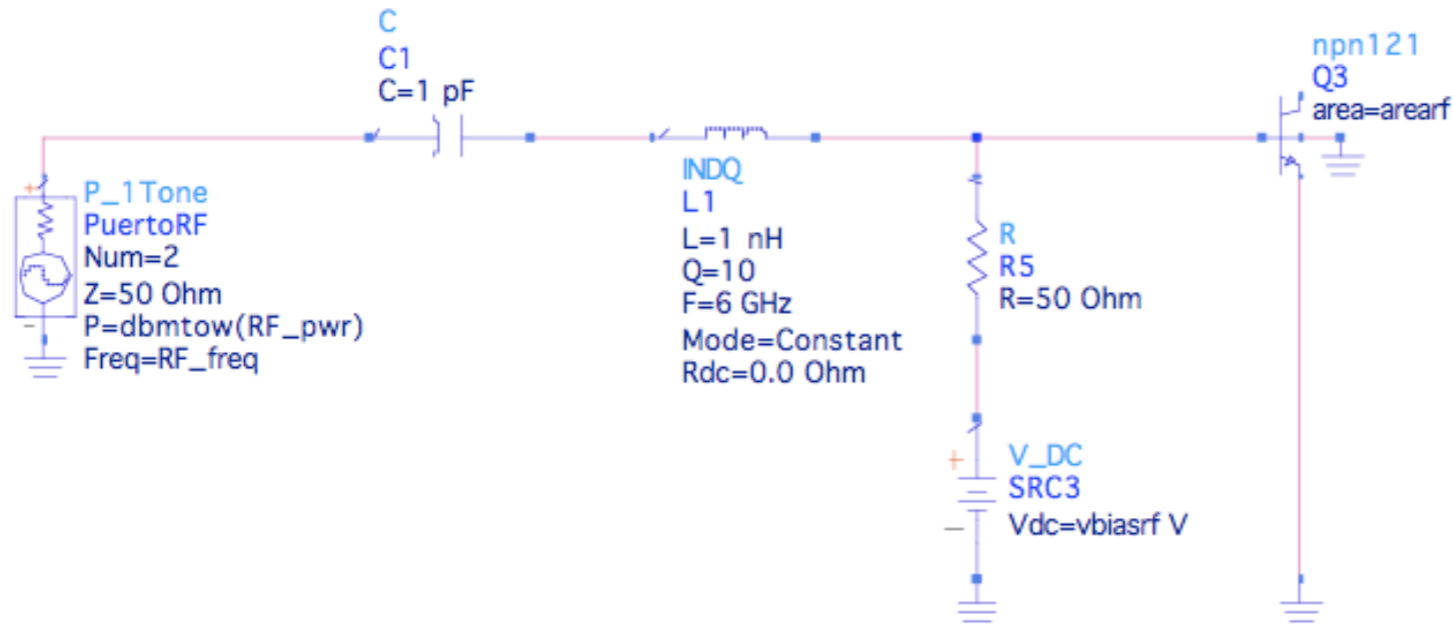 C
C1
C=1 pF
npn121
Q3
area=arearf
+
P_1Tone
PuertoRF
Num=2
Z=50 Ohm
P=dbmtow(RF_pwr)
Freq=RF_freq
-
INDQ
L1
L=1 nH
Q=10
F=6 GHz
Mode=Constant
Rdc=0.0 Ohm
R
R5
R=50 Ohm
+
V_DC
SRC3
Vdc=vbiasrf V
-